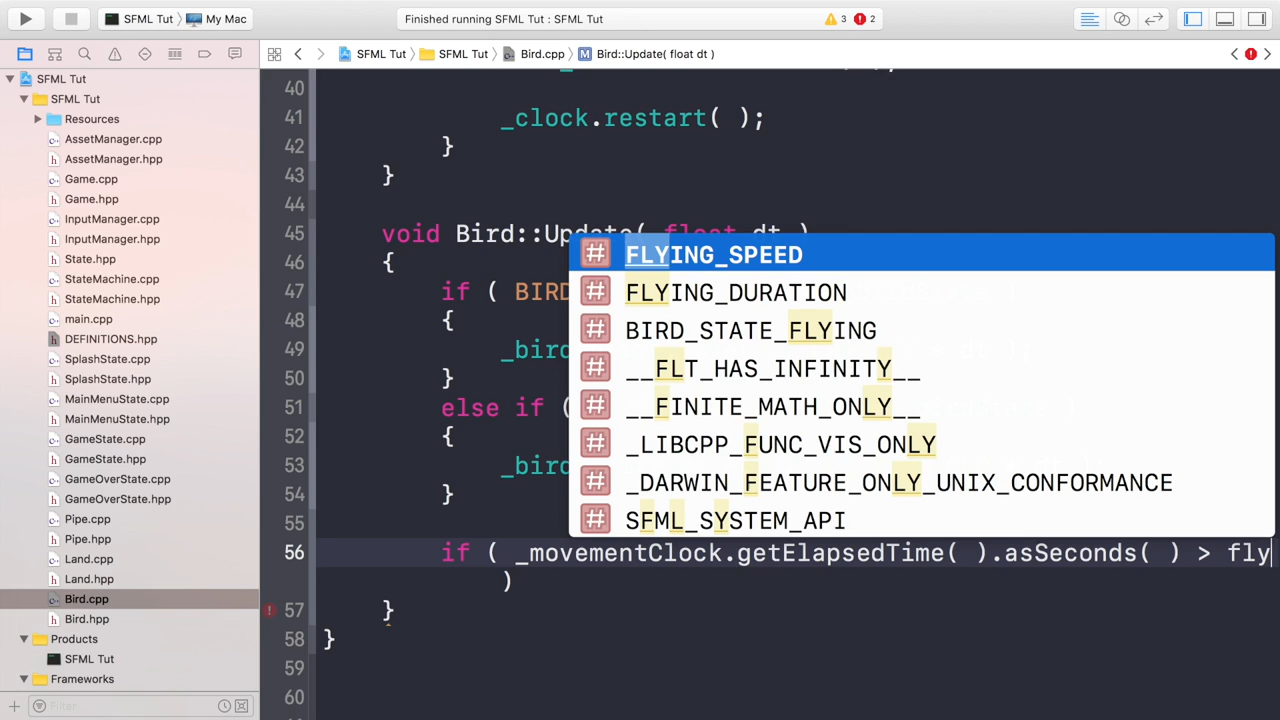 SFML Tut
My Mac
Finished running SFML Tut : SFML Tut
3
2
SFML Tut
SFML Tut
Bird.cpp
Bird::Update( float dt )
SFML Tut
SFML Tut
Resources
AssetManager.cpp
AssetManager.hpp
Game.cpp
Game.hpp
InputManager.cpp
InputManager.hpp
State.hpp
StateMachine.cpp
StateMachine.hpp
main.cpp
DEFINITIONS.hpp
SplashState.cpp
SplashState.hpp
MainMenuState.cpp
MainMenuState.hpp
GameState.cpp
GameState.hpp
GameOverState.cpp
GameOverState.hpp
Pipe.cpp
Pipe.hpp
Land.cpp
Land.hpp
Bird.cpp
Bird.hpp
Products
SFML Tut
Frameworks
Filter
40
41 _clock.restart( );
42 }
43 }
44
45 void Bird::Update( float dt )
46 {
47 if ( BIRD
48 {
49 _bird
50 }
51 else if (
52 {
53 _bird
54 }
55
56 if ( _movementClock.getElapsedTime( ).asSeconds( ) > fly
)
57 }
58 }
59
60
FLYING_SPEED
FLYING_DURATION
BIRD_STATE_FLYING
__FLT_HAS_INFINITY__
__FINITE_MATH_ONLY__
_LIBCPP_FUNC_VIS_ONLY
_DARWIN_FEATURE_ONLY_UNIX_CONFORMANCE
SFML_SYSTEM_API